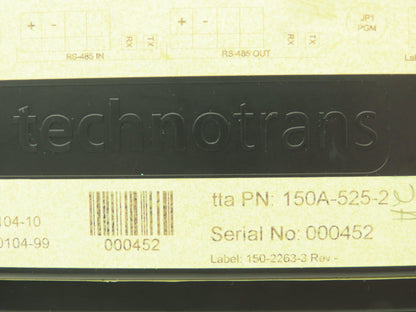 + - + -
RX TX RX TX JP1
PGM
RS-485 IN RS-485 OUT
technotrans
104-10 tta PN: 150A-525-2
0104-99 000452 Serial No: 000452
Label: 150-2263-3 Rev -